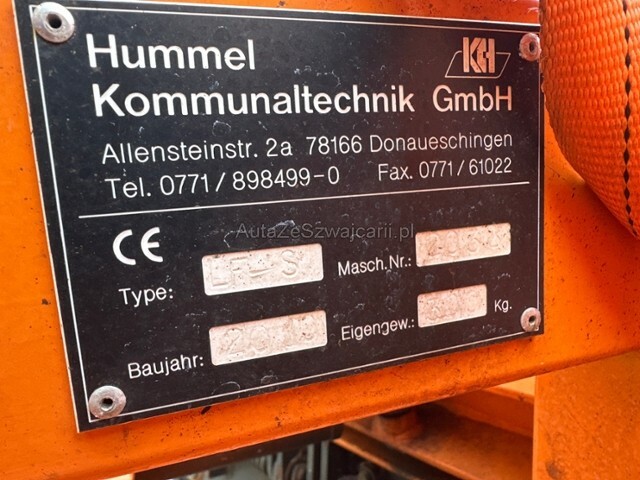 Hummel
KH
Kommunaltechnik GmbH
Allensteinstr. 2a 78166 Donaueschingen
Tel. 0771/898499-0 Fax. 0771/61022
AutaZeSzwajcarii.pl
CE
Type: Masch.Nr.:
Baujahr: Eigengew.: Kg.